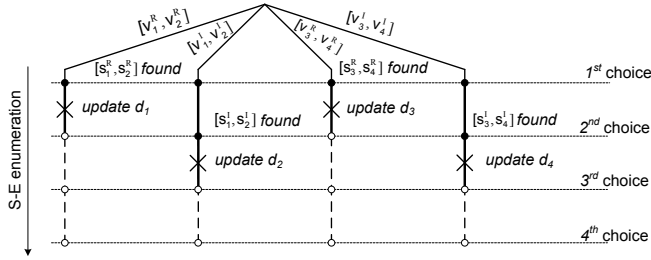 [v₁ᴿ, v₂ᴿ]
[v₁ᴵ, v₂ᴵ]
[v₃ᴿ, v₄ᴿ]
[v₃ᴵ, v₄ᴵ]
[s₁ᴿ, s₂ᴿ] found
[s₃ᴿ, s₄ᴿ] found
1ˢᵗ choice
update d₁
update d₃
[s₁ᴵ, s₂ᴵ] found
[s₃ᴵ, s₄ᴵ] found
2ⁿᵈ choice
update d₂
update d₄
3ʳᵈ choice
4ᵗʰ choice
S-E enumeration